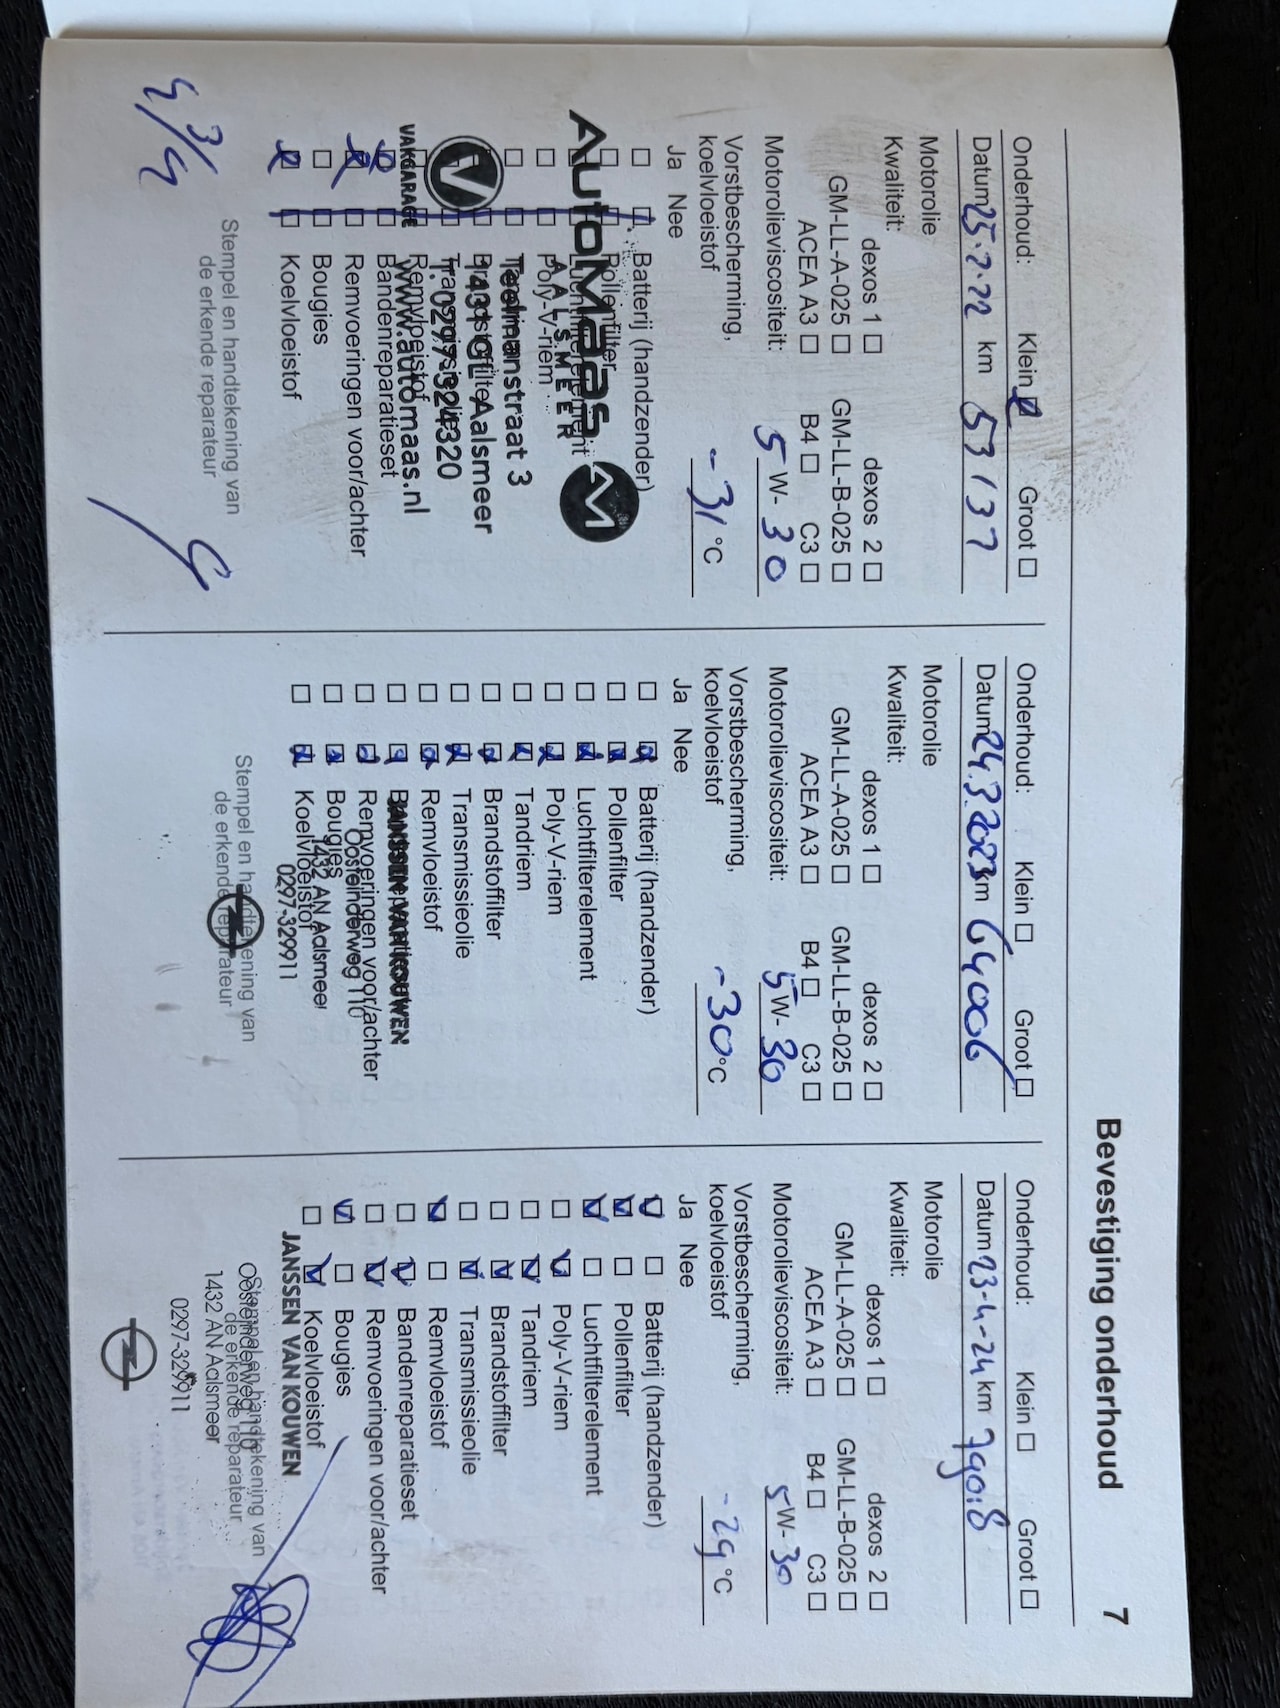 Bevestiging onderhoud 7
Onderhoud: Klein Groot
Datum 25-2-22 km 53137
Motorolie
Kwaliteit:
dexos 1 dexos 2
GM-LL-A-025 GM-LL-B-025
ACEA A3 B4 C3
Motorolieviscositeit: 5 W- 30
Vorstbescherming,
koelvloeistof -31 °C
Ja Nee
Batterij (handzender)
Pollenfilter
Poly-V-riem
Remvloeistof
Bandenreparatieset
Remvoeringen voor/achter
Bougies
Koelvloeistof
AutoMaas
AALSMEER
Teelmanstraat 3
1431 GL Aalsmeer
T. 0297-324320
www.automaas.nl
VAKGARAGE
Stempel en handtekening van
de erkende reparateur
Onderhoud: Klein Groot
Datum 24.3.2023 km 64006
Motorolie
Kwaliteit:
dexos 1 dexos 2
GM-LL-A-025 GM-LL-B-025
ACEA A3 B4 C3
Motorolieviscositeit: 5 W- 30
Vorstbescherming,
koelvloeistof -30 °C
Ja Nee
Batterij (handzender)
Pollenfilter
Luchtfilterelement
Poly-V-riem
Tandriem
Brandstoffilter
Transmissieolie
Remvloeistof
Remvoeringen voor/achter
Bougies
Koelvloeistof
JANSSEN VAN KOUWEN
Oosteinderweg 110
1432 AN Aalsmeer
0297-329911
Stempel en handtekening van
de erkende reparateur
Onderhoud: Klein Groot
Datum 23-4-24 km
Motorolie
Kwaliteit:
dexos 1 dexos 2
GM-LL-A-025 GM-LL-B-025
ACEA A3 B4 C3
Motorolieviscositeit: 5 W- 30
Vorstbescherming,
koelvloeistof -29 °C
Ja Nee
Batterij (handzender)
Pollenfilter
Luchtfilterelement
Poly-V-riem
Tandriem
Brandstoffilter
Transmissieolie
Remvloeistof
Bandenreparatieset
Remvoeringen voor/achter
Bougies
Koelvloeistof
JANSSEN VAN KOUWEN
Oosteinderweg 110
1432 AN Aalsmeer
0297-329911
Stempel en handtekening van
de erkende reparateur